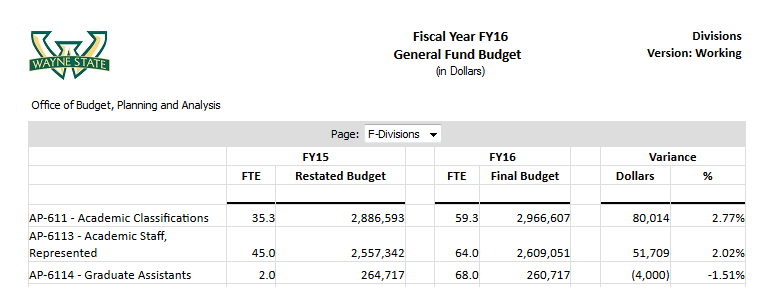 Fiscal Year FY16
General Fund Budget
(in Dollars)
Divisions
Version: Working
WAYNE STATE
Office of Budget, Planning and Analysis
Page: F-Divisions
FY15 FY16 Variance
FTE Restated Budget FTE Final Budget Dollars %
AP-611 - Academic Classifications 35.3 2,886,593 59.3 2,966,607 80,014 2.77%
AP-6113 - Academic Staff,
Represented 45.0 2,557,342 64.0 2,609,051 51,709 2.02%
AP-6114 - Graduate Assistants 2.0 264,717 68.0 260,717 (4,000) -1.51%